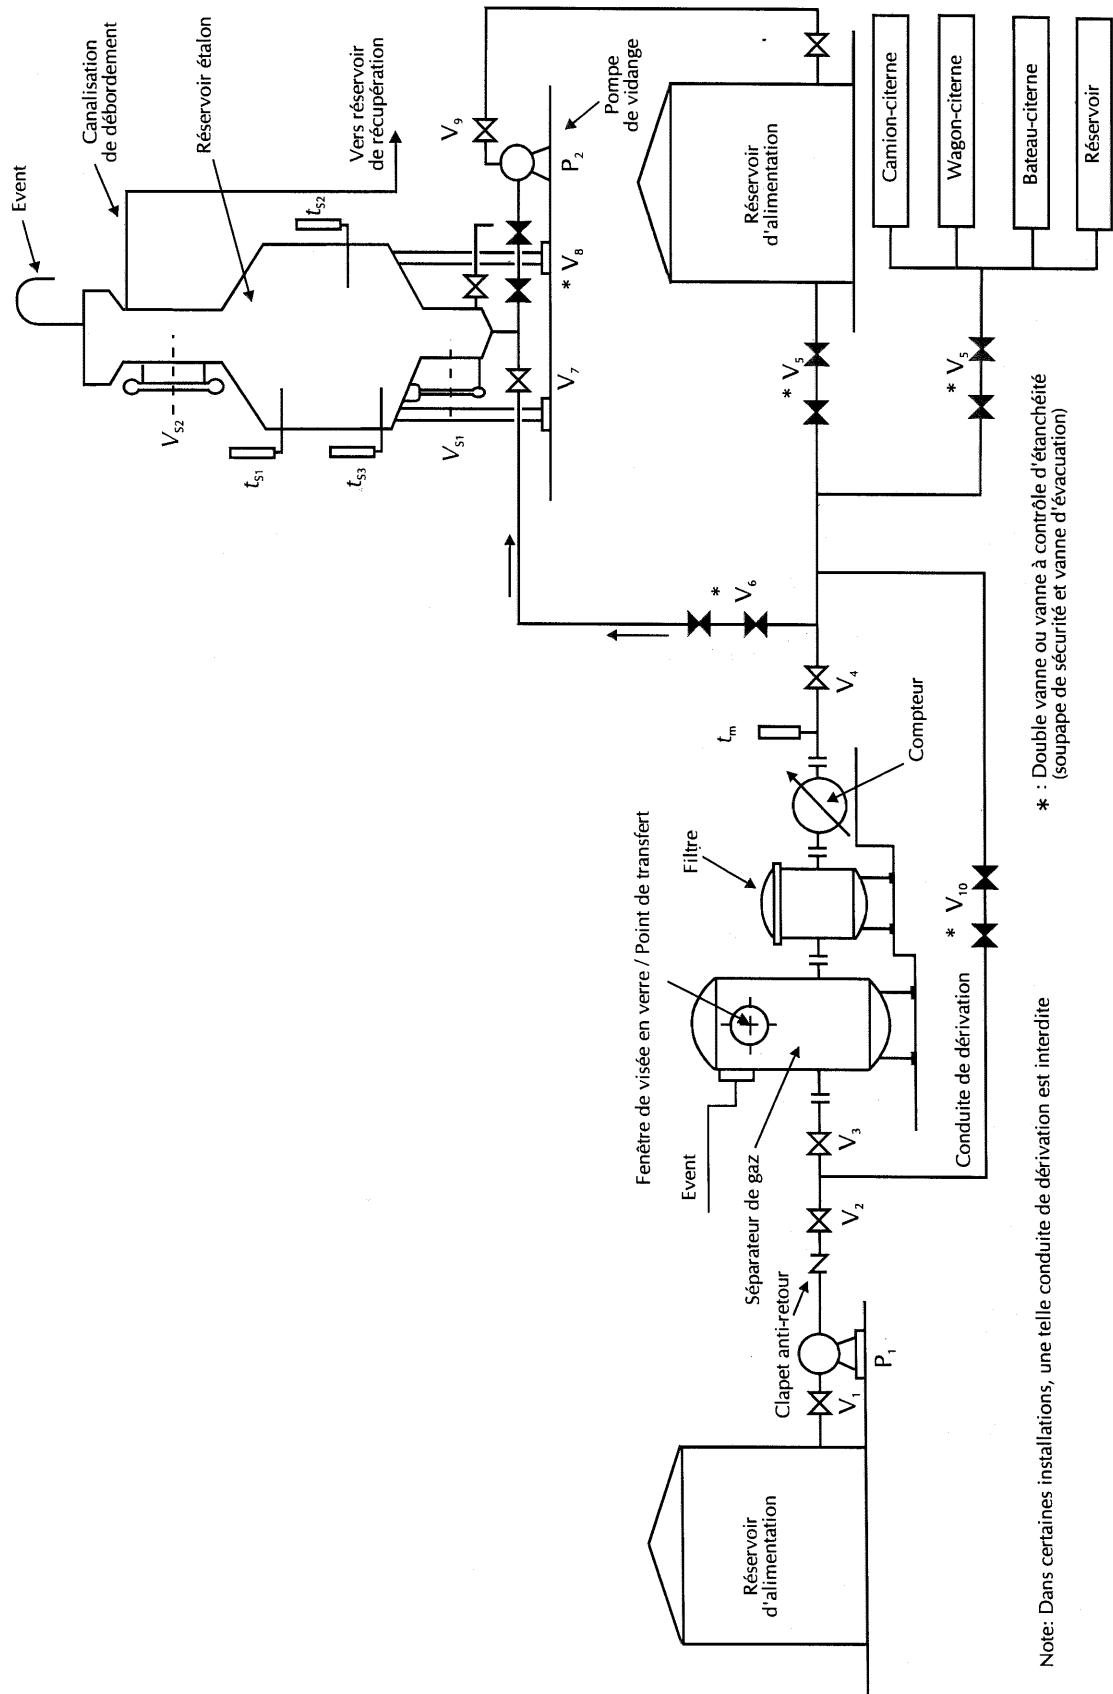 Event
Canalisation
de débordement
Réservoir étalon
Vers réservoir
de récupération
V₉
Pompe
de vidange
P₂
tS2
VS2
tS1
tS3
VS1
* V₈
V₇
Réservoir
d'alimentation
Camion-citerne
Wagon-citerne
Bateau-citerne
Réservoir
* V₅
* V₅
* V₆
V₄
tm
Compteur
Filtre
Fenêtre de visée en verre / Point de transfert
Event
Séparateur de gaz
V₃
V₂
Clapet anti-retour
P₁
V₁
Conduite de dérivation
* V₁₀
Réservoir
d'alimentation
* : Double vanne ou vanne à contrôle d'étanchéité
(soupape de sécurité et vanne d'évacuation)
Note: Dans certaines installations, une telle conduite de dérivation est interdite